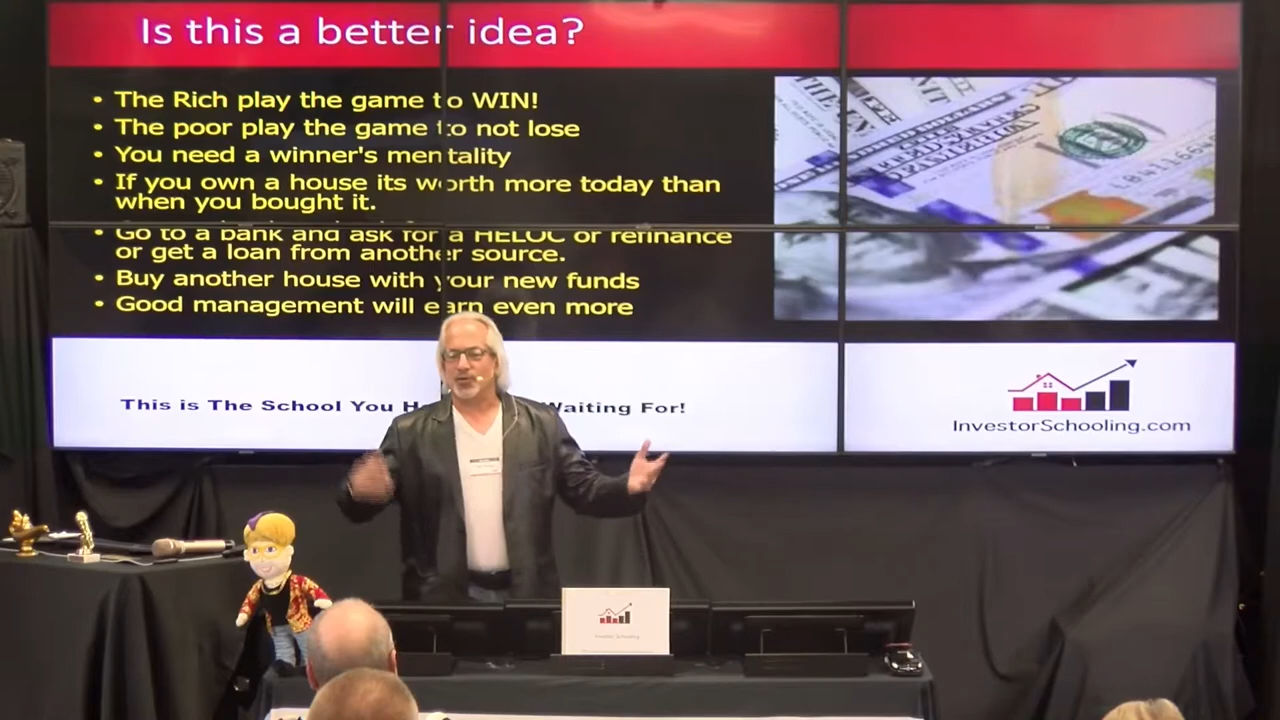 Is this a better idea?
• The Rich play the game to WIN!
• The poor play the game to not lose
• You need a winner's mentality
• If you own a house its worth more today than
when you bought it.
• Go to a bank and ask for a HELOC or refinance
or get a loan from another source.
• Buy another house with your new funds
• Good management will earn even more
This is The School You Waiting For!
InvestorSchooling.com
Investor Schooling